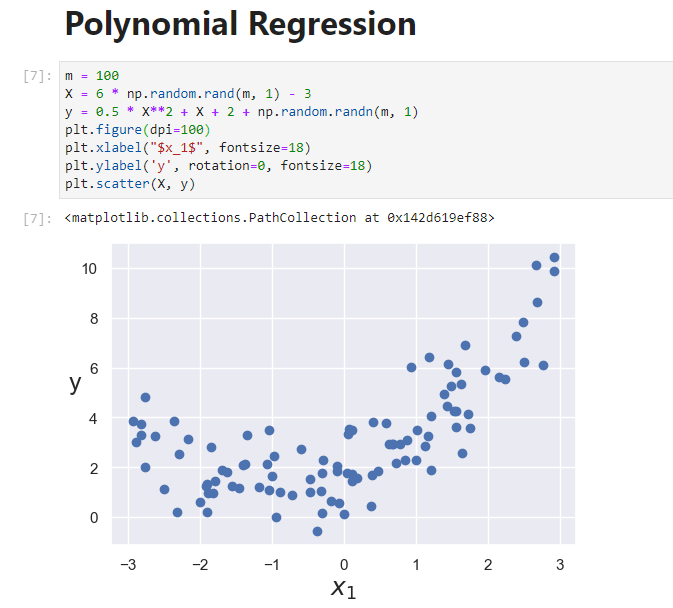 Polynomial Regression
[7]: m = 100
X = 6 * np.random.rand(m, 1) - 3
y = 0.5 * X**2 + X + 2 + np.random.randn(m, 1)
plt.figure(dpi=100)
plt.xlabel("$x_1$", fontsize=18)
plt.ylabel('y', rotation=0, fontsize=18)
plt.scatter(X, y)
[7]: <matplotlib.collections.PathCollection at 0x142d619ef88>
10
8
6
y
4
2
0
−3 −2 −1 0 1 2 3
x₁